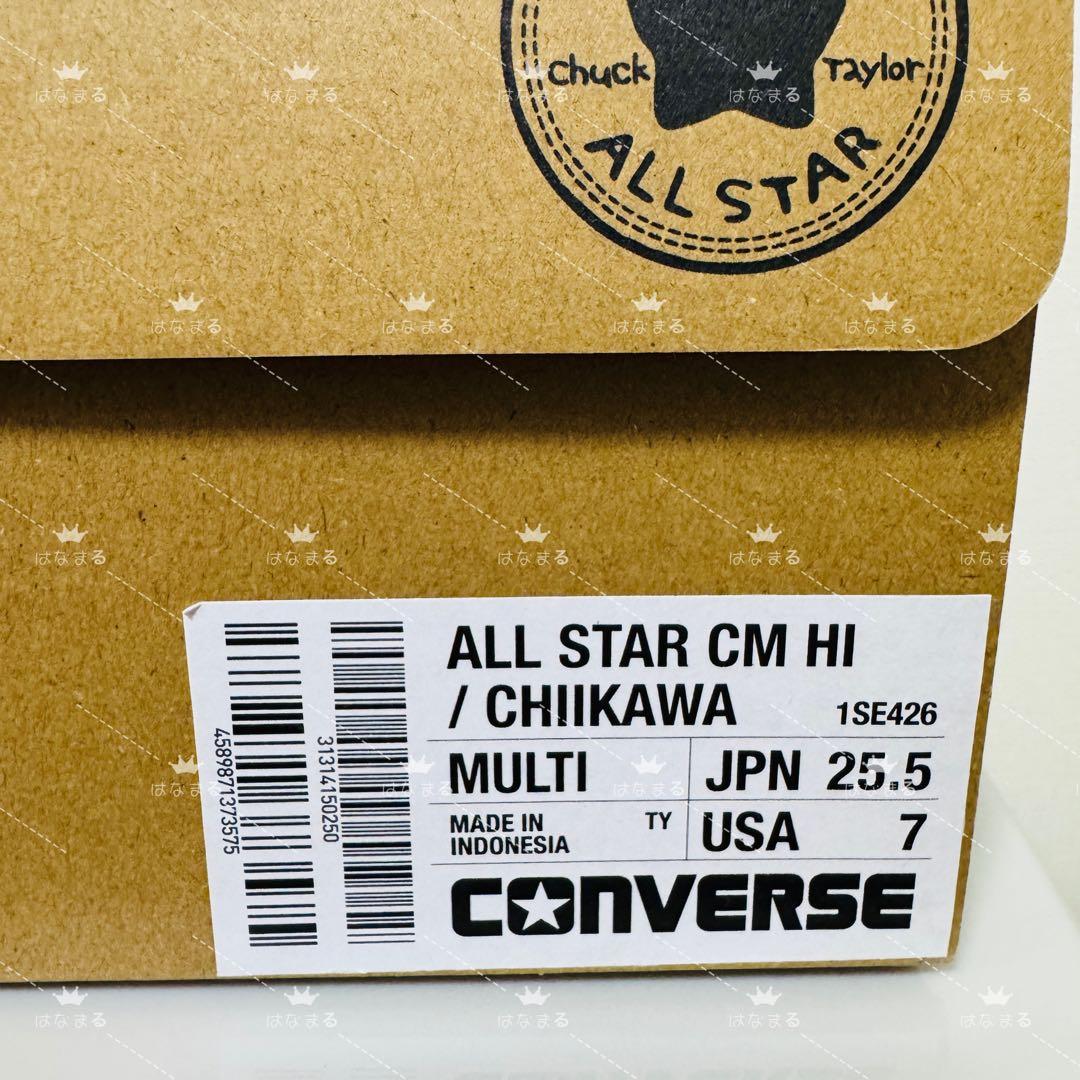 Chuck Taylor
ALL STAR
ALL STAR CM HI
/ CHIIKAWA 1SE426
MULTI JPN 25.5
MADE IN INDONESIA TY USA 7
CONVERSE
4589871373575
31314150250
はなまる